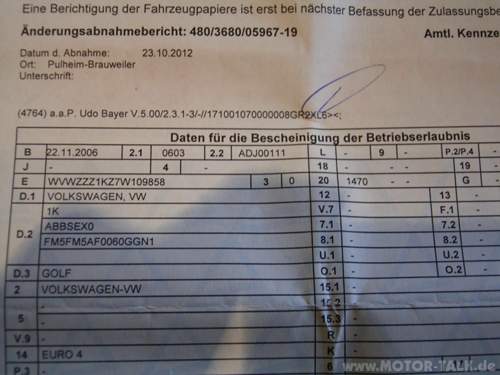 Eine Berichtigung der Fahrzeugpapiere ist erst bei nächster Befassung der Zulassungsbe
Änderungsabnahmebericht: 480/3680/05967-19 Amtl. Kennze
Datum d. Abnahme: 23.10.2012
Ort: Pulheim-Brauweiler
Unterschrift:
(4764) a.a.P. Udo Bayer V.5.00/2.3.1-3/-//171001070000008GR2XL6><;
Daten für die Bescheinigung der Betriebserlaubnis
B 22.11.2006 2.1 0603 2.2 ADJ00111 L - 9 - P.2/P.4 -
J - 4 - 18 - 19 -
E WVWZZZ1KZ7W109858 3 0 20 1470 G -
D.1 VOLKSWAGEN, VW 12 - 13 -
D.2 1K V.7 - F.1 -
ABBSEX0 7.1 - 7.2 -
FM5FM5AF0060GGN1 8.1 - 8.2 -
U.1 - U.2 -
D.3 GOLF O.1 - O.2 -
2 VOLKSWAGEN-VW 15.1 -
15.2 -
5 - 15.3 -
V.9 - R -
14 EURO 4 K -
P.3 - 6 -
www.MOTOR-TALK.de